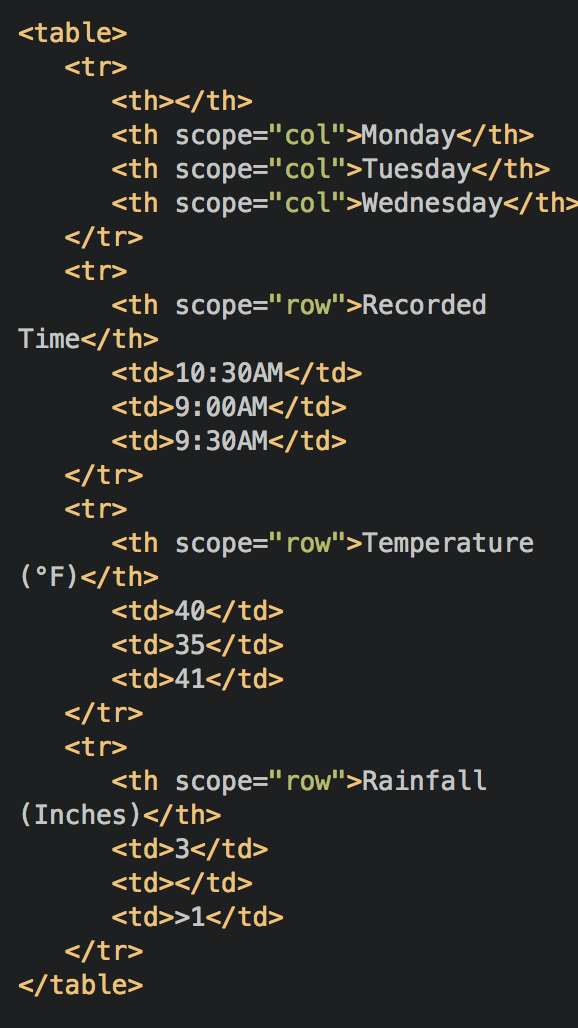 <table>
   <tr>
      <th></th>
      <th scope="col">Monday</th>
      <th scope="col">Tuesday</th>
      <th scope="col">Wednesday</th>
   </tr>
   <tr>
      <th scope="row">Recorded
Time</th>
      <td>10:30AM</td>
      <td>9:00AM</td>
      <td>9:30AM</td>
   </tr>
   <tr>
      <th scope="row">Temperature
(°F)</th>
      <td>40</td>
      <td>35</td>
      <td>41</td>
   </tr>
   <tr>
      <th scope="row">Rainfall
(Inches)</th>
      <td>3</td>
      <td></td>
      <td>>1</td>
   </tr>
</table>